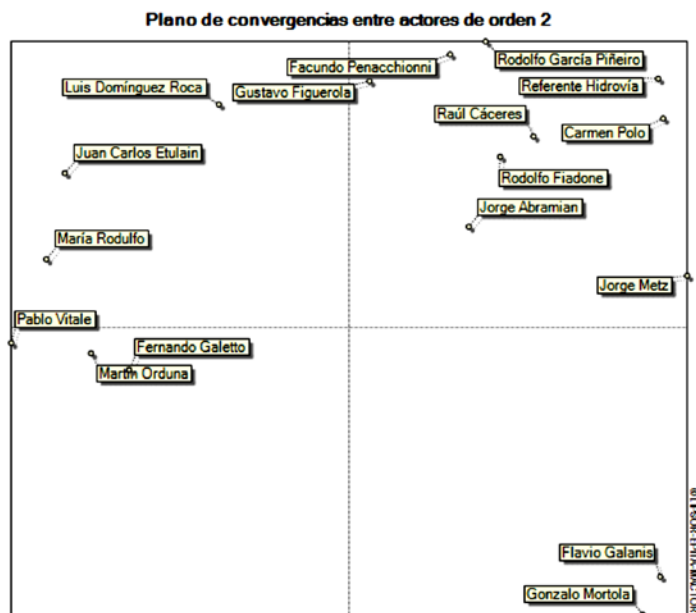 Plano de convergencias entre actores de orden 2
Rodolfo García Piñeiro
Facundo Penacchionni
Luis Domínguez Roca
Gustavo Figuerola
Referente Hidrovía
Raúl Cáceres
Carmen Polo
Juan Carlos Etulain
Rodolfo Fiadone
Jorge Abramian
María Rodulfo
Jorge Metz
Pablo Vitale
Fernando Galetto
Martín Orduna
Flavio Galanis
Gonzalo Mortola